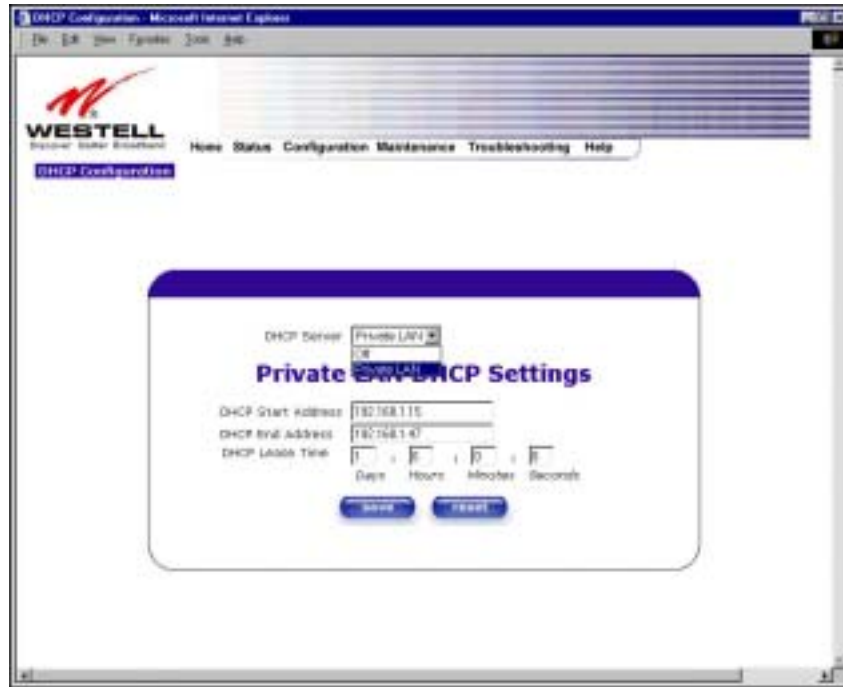 DHCP Configuration - Microsoft Internet Explorer
File Edit View Favorites Tools Help
WESTELL
Discover Better Broadband
Home Status Configuration Maintenance Troubleshooting Help
DHCP Configuration
DHCP Server Private LAN
Off
Private LAN
Private LAN DHCP Settings
DHCP Start Address 192.168.1.15
DHCP End Address 192.168.1.47
DHCP Lease Time 1 : 0 : 0 : 0
Days Hours Minutes Seconds
save reset